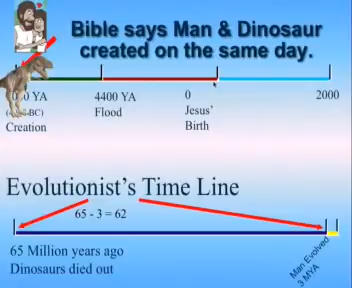 Bible says Man & Dinosaur
created on the same day.
YA 4400 YA 0 2000
BC) Flood Jesus'
Creation Birth
Evolutionist's Time Line
65 - 3 = 62
65 Million years ago
Dinosaurs died out
Man Evolved
3 MYA